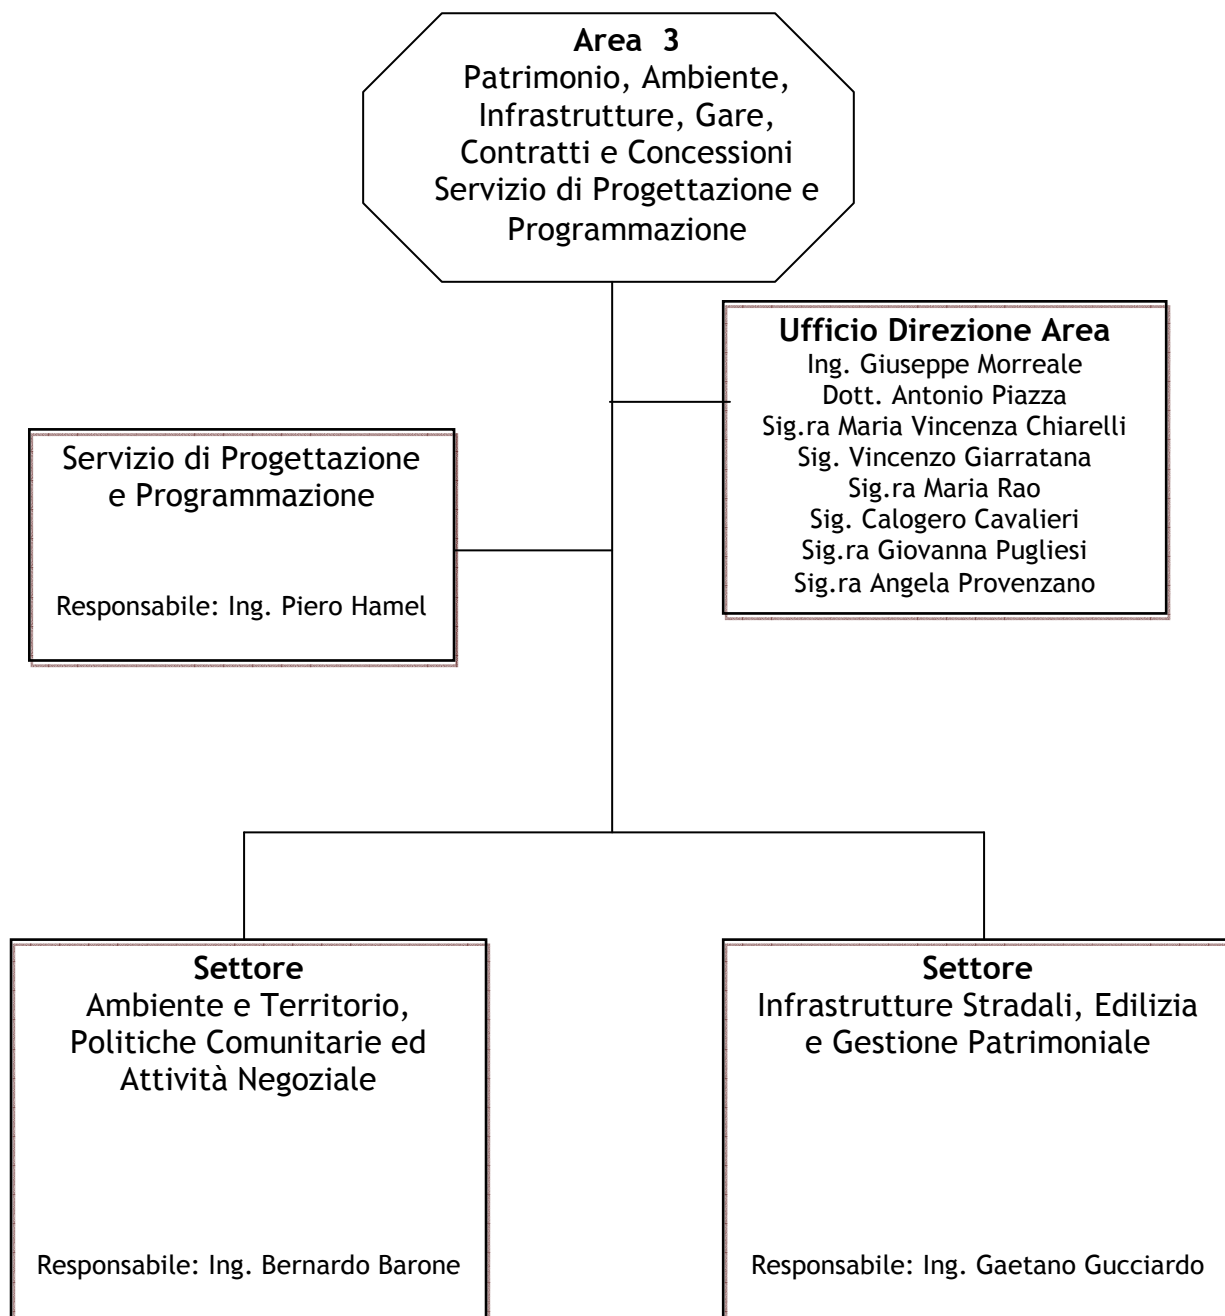 Area 3
Patrimonio, Ambiente,
Infrastrutture, Gare,
Contratti e Concessioni
Servizio di Progettazione e
Programmazione
Ufficio Direzione Area
Ing. Giuseppe Morreale
Dott. Antonio Piazza
Sig.ra Maria Vincenza Chiarelli
Sig. Vincenzo Giarratana
Sig.ra Maria Rao
Sig. Calogero Cavalieri
Sig.ra Giovanna Pugliesi
Sig.ra Angela Provenzano
Servizio di Progettazione
e Programmazione
Responsabile: Ing. Piero Hamel
Settore
Ambiente e Territorio,
Politiche Comunitarie ed
Attività Negoziale
Responsabile: Ing. Bernardo Barone
Settore
Infrastrutture Stradali, Edilizia
e Gestione Patrimoniale
Responsabile: Ing. Gaetano Gucciardo